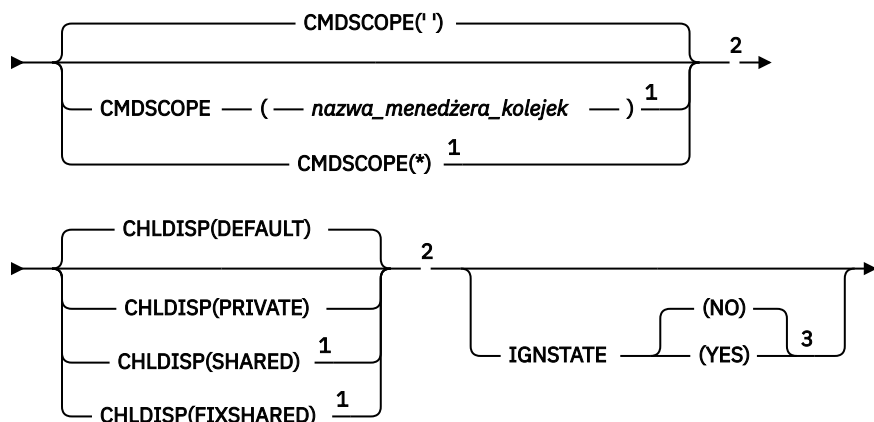 CMDSCOPE(' ')
2
CMDSCOPE ( nazwa_menedżera_kolejek ) 1
CMDSCOPE(*) 1
CHLDISP(DEFAULT)
2
CHLDISP(PRIVATE)
CHLDISP(SHARED) 1
CHLDISP(FIXSHARED) 1
(NO)
IGNSTATE (YES) 3